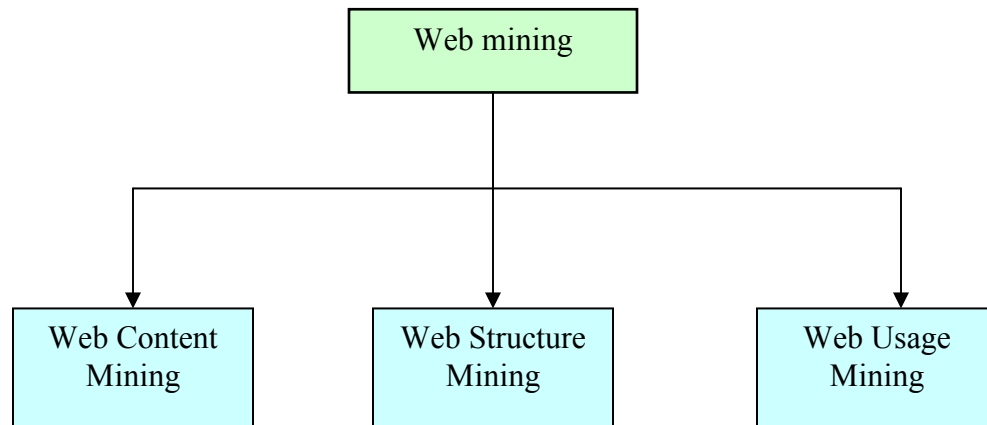 Web mining
Web Content
Mining
Web Structure
Mining
Web Usage
Mining